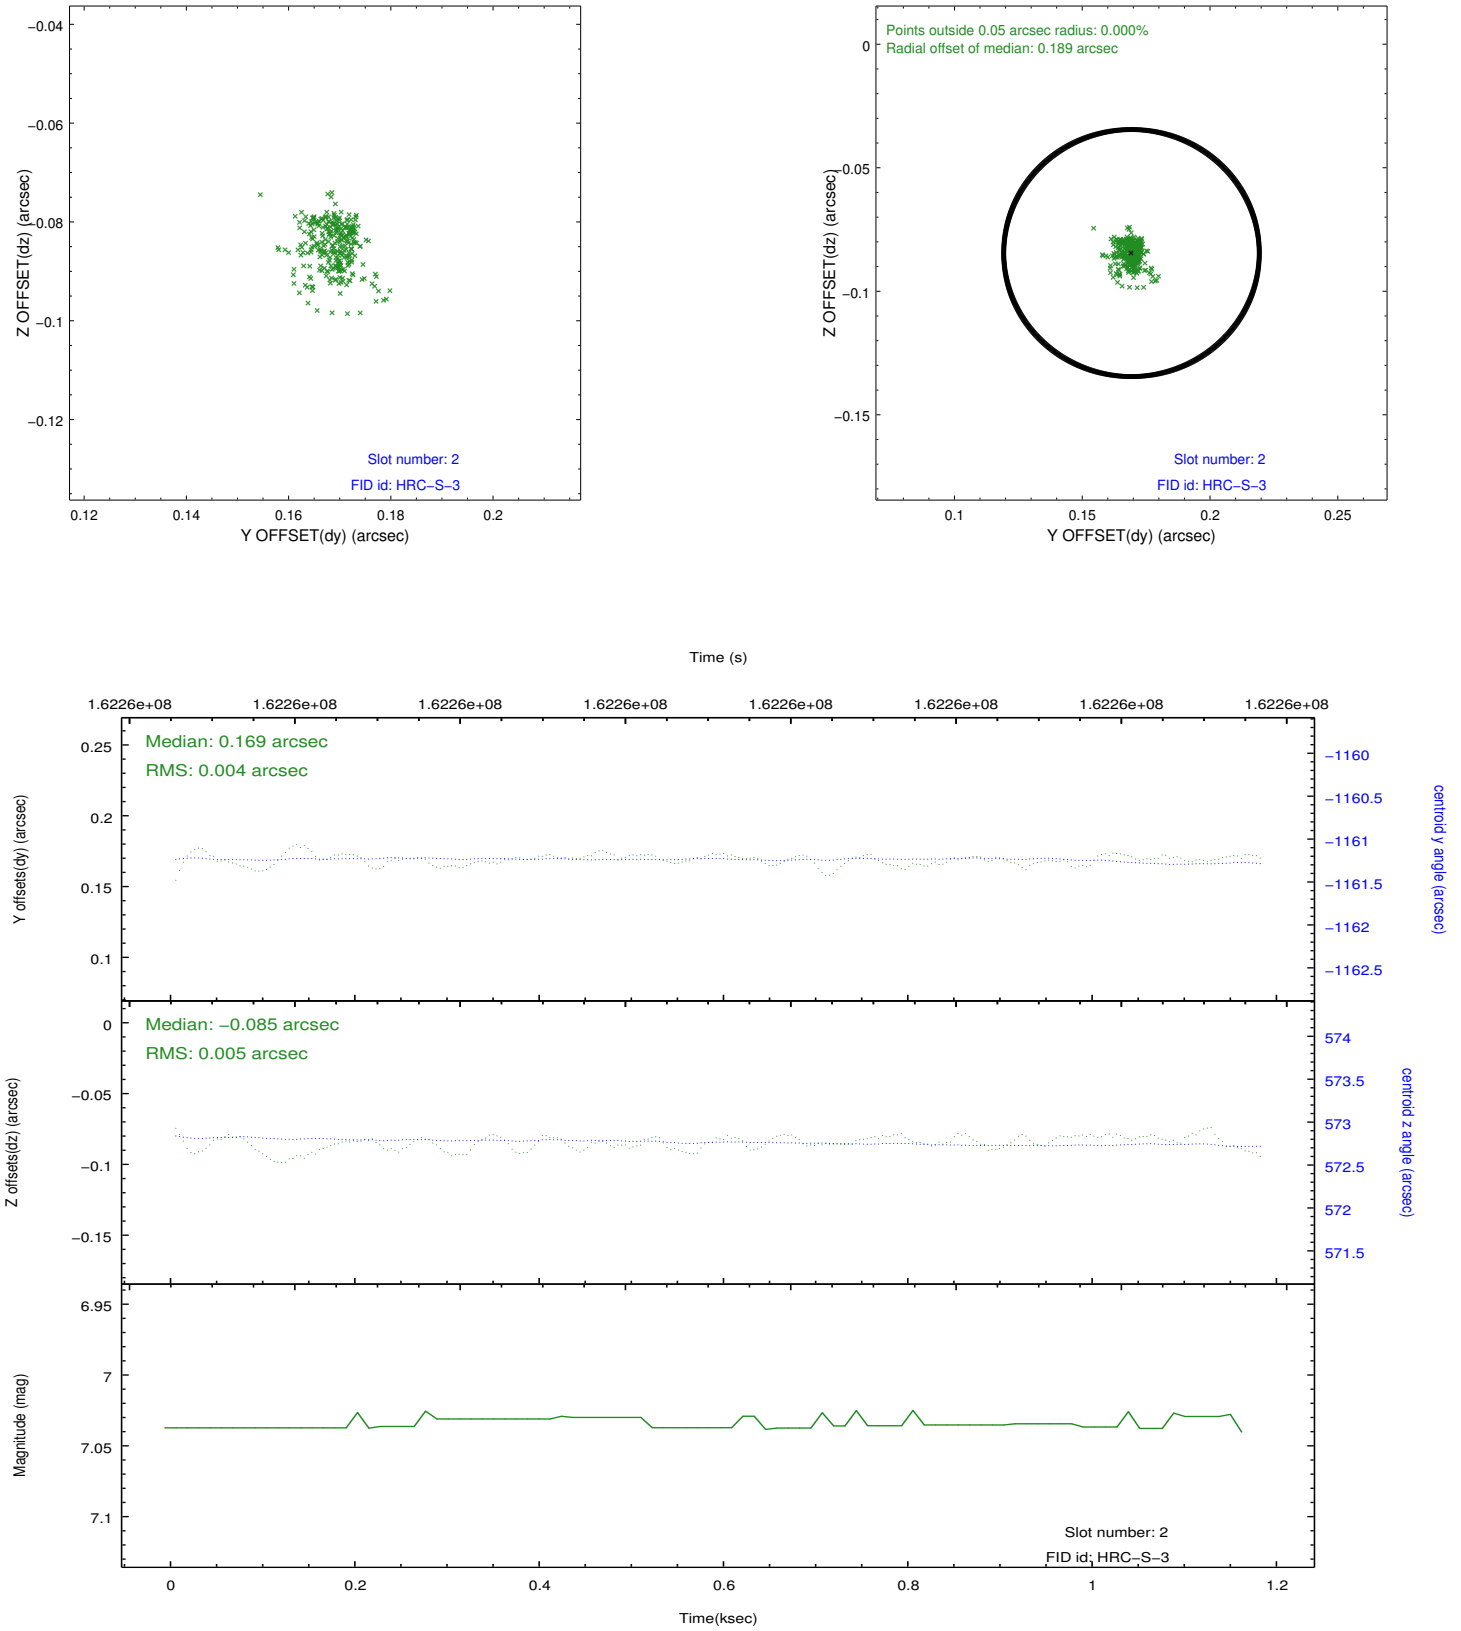 −0.04
−0.06
−0.08
−0.1
−0.12
Z OFFSET(dz) (arcsec)
Slot number: 2
FID id: HRC−S−3
0.12 0.14 0.16 0.18 0.2
Y OFFSET(dy) (arcsec)
Points outside 0.05 arcsec radius: 0.000%
Radial offset of median: 0.189 arcsec
0
−0.05
−0.1
−0.15
Z OFFSET(dz) (arcsec)
Slot number: 2
FID id: HRC−S−3
0.1 0.15 0.2 0.25
Y OFFSET(dy) (arcsec)
Time (s)
1.6226e+08 1.6226e+08 1.6226e+08 1.6226e+08 1.6226e+08 1.6226e+08 1.6226e+08 1.6226e+08
Median: 0.169 arcsec
RMS: 0.004 arcsec
0.25
0.2
0.15
0.1
Y offsets(dy) (arcsec)
−1160
−1160.5
−1161
−1161.5
−1162
−1162.5
centroid y angle (arcsec)
Median: −0.085 arcsec
RMS: 0.005 arcsec
0
−0.05
−0.1
−0.15
Z offsets(dz) (arcsec)
574
573.5
573
572.5
572
571.5
centroid z angle (arcsec)
6.95
7
7.05
7.1
Magnitude (mag)
Slot number: 2
FID id: HRC−S−3
0 0.2 0.4 0.6 0.8 1 1.2
Time(ksec)